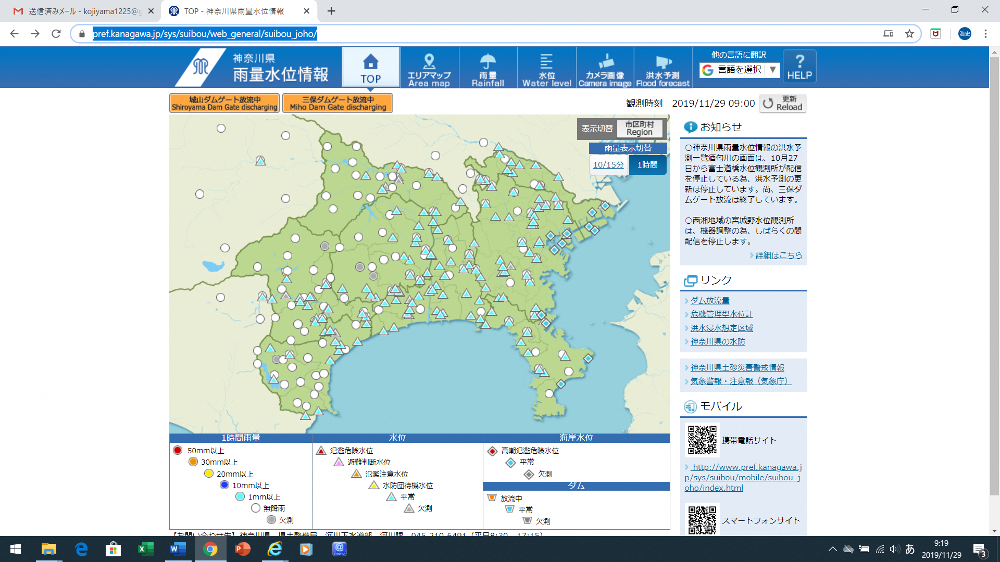 送信済みメール - kojiyama1225@g
TOP - 神奈川県雨量水位情報
pref.kanagawa.jp/sys/suibou/web_general/suibou_joho/
浩史
神奈川県
雨量水位情報
TOP
エリアマップ
Area map
雨量
Rainfall
水位
Water level
カメラ画像
Camera image
洪水予測
Flood forecast
他の言語に翻訳
言語を選択 ▼
?
HELP
城山ダムゲート放流中
Shiroyama Dam Gate discharging
三保ダムゲート放流中
Miho Dam Gate discharging
観測時刻 2019/11/29 09:00
更新
Reload
表示切替
市区町村
Region
雨量表示切替
10/15分
1時間
お知らせ
○神奈川県雨量水位情報の洪水予
測一覧酒匂川の画面は、10月27
日から富士道橋水位観測所が配信
を停止している為、洪水予測の更
新は停止しています。尚、三保ダ
ムゲート放流は終了しています。
○西湘地域の宮城野水位観測所
は、機器調整の為、しばらくの間
配信を停止します。
詳細はこちら
リンク
ダム放流量
危機管理型水位計
洪水浸水想定区域
神奈川県の水防
神奈川県土砂災害警戒情報
気象警報・注意報（気象庁）
モバイル
携帯電話サイト
http://www.pref.kanagawa.j
p/sys/suibou/mobile/suibou_j
oho/index.html
スマートフォンサイト
1時間雨量
50mm以上
30mm以上
20mm以上
10mm以上
1mm以上
無降雨
欠測
水位
氾濫危険水位
避難判断水位
氾濫注意水位
水防団待機水位
平常
欠測
海岸水位
高潮氾濫危険水位
平常
欠測
ダム
放流中
平常
欠測
【お問い合わせ先】神奈川県 県土整備局 河川下水道部 河川課 045-210-6491（平日8:30 17:15）
menu
あ
9:19
2019/11/29
3